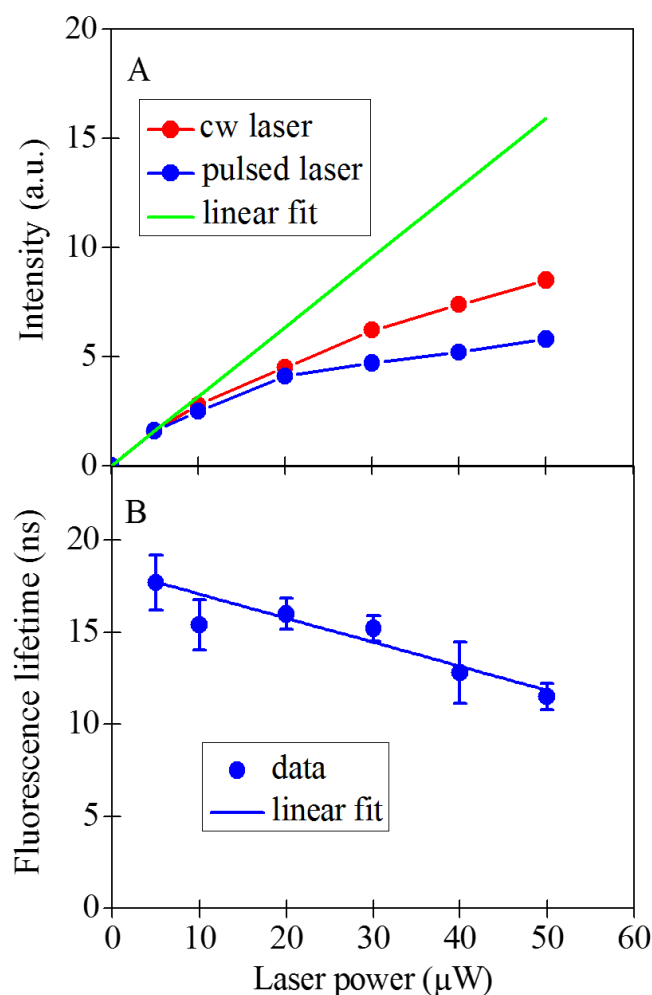 20
A
cw laser
pulsed laser
linear fit
15
10
5
0
Intensity (a.u.)
B
20
15
10
5
0
Fluorescence lifetime (ns)
data
linear fit
0 10 20 30 40 50 60
Laser power (μW)